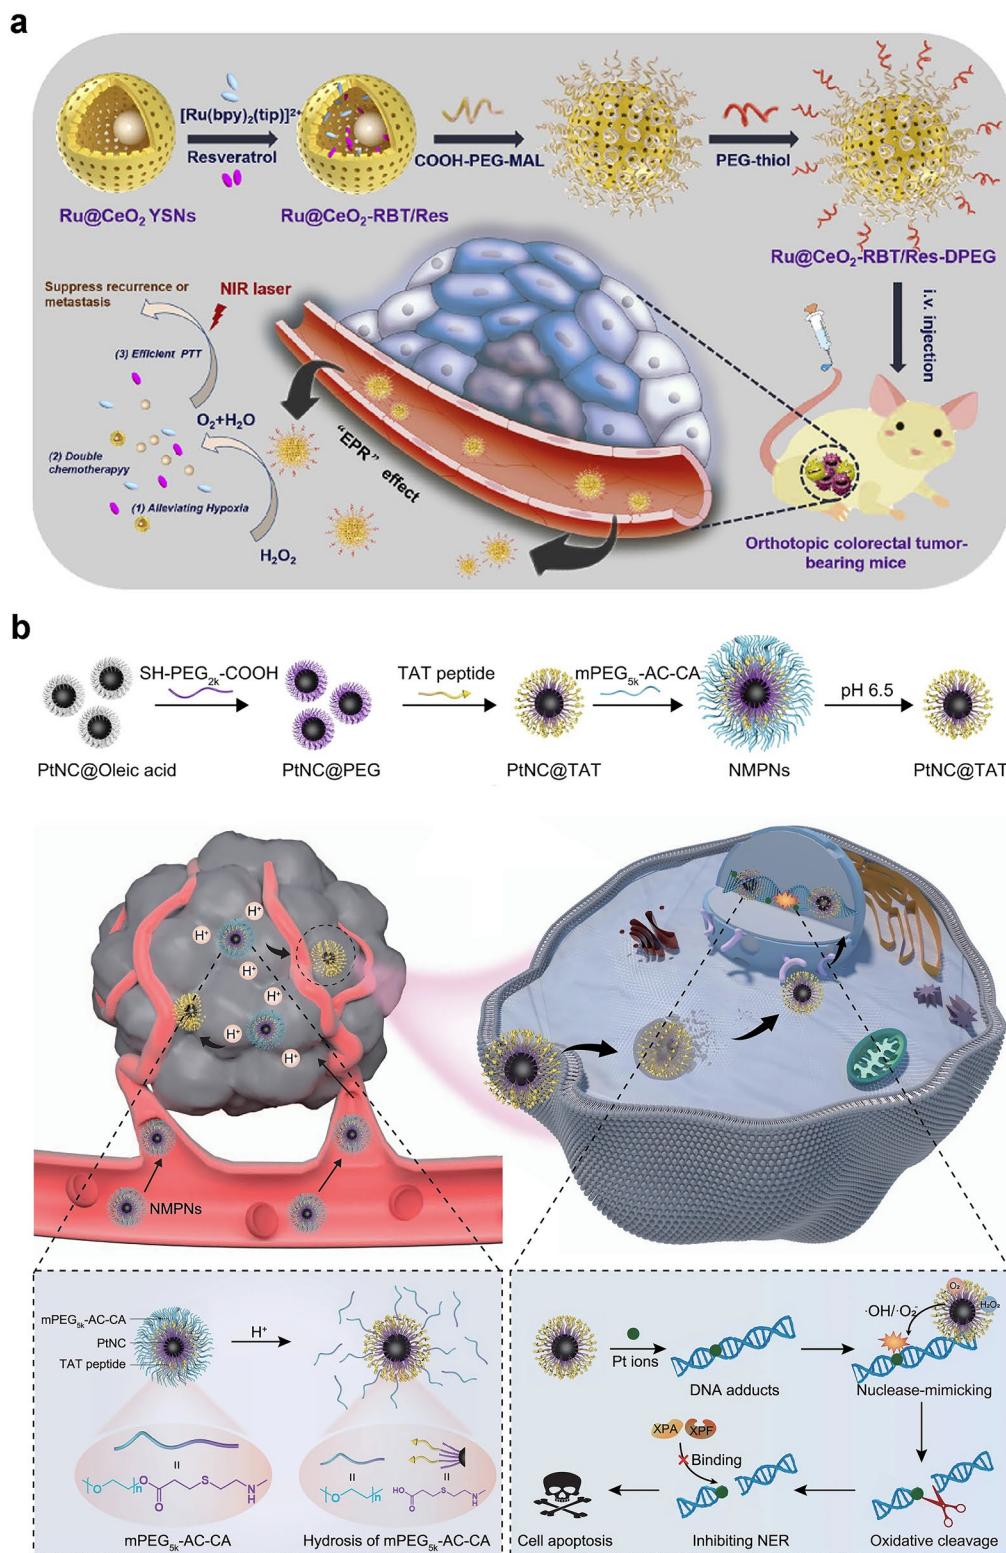 a
[Ru(bpy)₂(tip)]²⁺
Resveratrol
COOH-PEG-MAL
PEG-thiol
Ru@CeO₂ YSNs
Ru@CeO₂-RBT/Res
Ru@CeO₂-RBT/Res-DPEG
Suppress recurrence or
metastasis
NIR laser
i.v. injection
(3) Efficient PTT
O₂+H₂O
(2) Double
chemotherapyy
(1) Alleviating Hypoxia
H₂O₂
"EPR" effect
Orthotopic colorectal tumor-
bearing mice
b
SH-PEG₂ₖ-COOH
TAT peptide
mPEG₅ₖ-AC-CA
pH 6.5
PtNC@Oleic acid
PtNC@PEG
PtNC@TAT
NMPNs
PtNC@TAT
H⁺
H⁺
H⁺
H⁺
H⁺
H⁺
NMPNs
mPEG₅ₖ-AC-CA
PtNC
TAT peptide
H⁺
=
=
=
O
n
O
O
S
N
H
O
n
HO
O
S
N
H
mPEG₅ₖ-AC-CA
Hydrosis of mPEG₅ₖ-AC-CA
O₂
H₂O₂
·OH/·O₂⁻
Pt ions
DNA adducts
Nuclease-mimicking
XPA
XPF
Binding
Cell apoptosis
Inhibiting NER
Oxidative cleavage